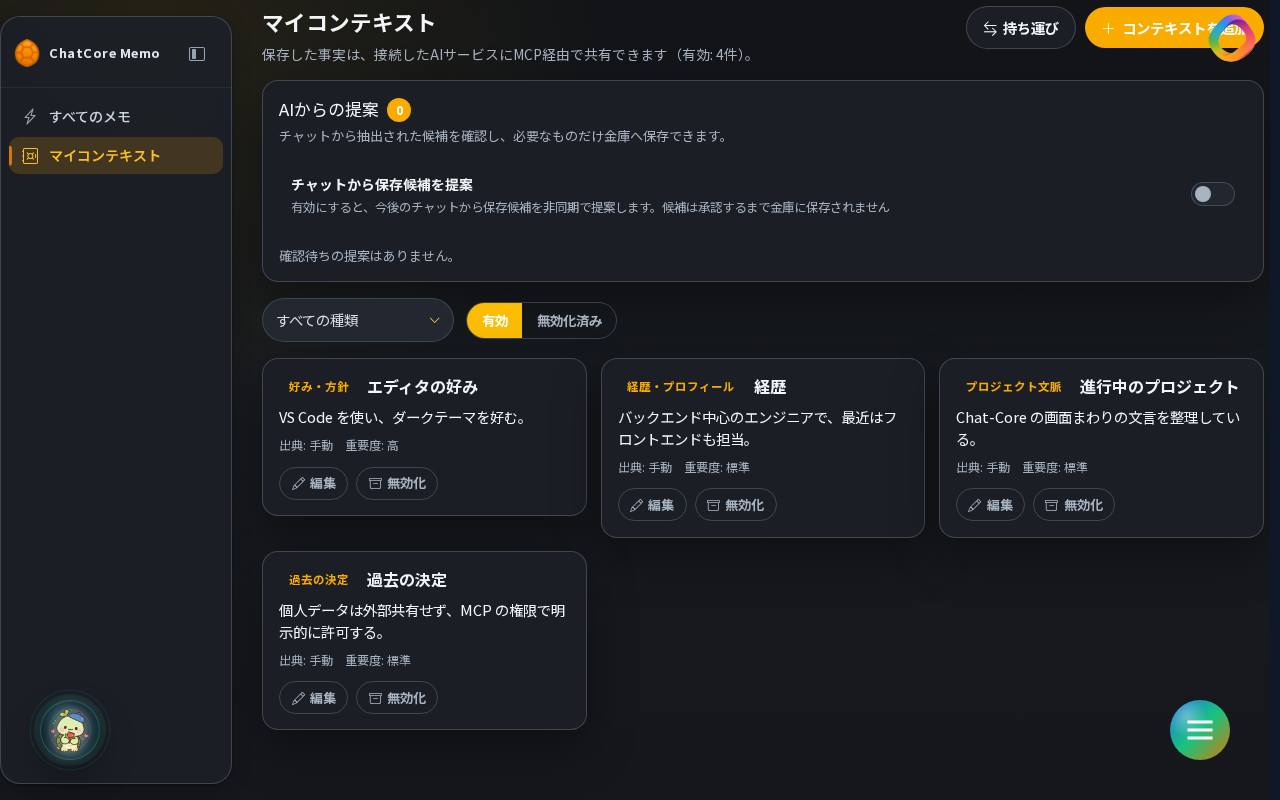 ChatCore Memo
すべてのメモ
マイコンテキスト
マイコンテキスト
保存した事実は、接続したAIサービスにMCP経由で共有できます（有効: 4件）。
持ち運び
コンテキストを追加
AIからの提案 0
チャットから抽出された候補を確認し、必要なものだけ金庫へ保存できます。
チャットから保存候補を提案
有効にすると、今後のチャットから保存候補を非同期で提案します。候補は承認するまで金庫に保存されません
確認待ちの提案はありません。
すべての種類
有効 無効化済み
好み・方針 エディタの好み
VS Code を使い、ダークテーマを好む。
出典: 手動 重要度: 高
編集 無効化
経歴・プロフィール 経歴
バックエンド中心のエンジニアで、最近はフ
ロントエンドも担当。
出典: 手動 重要度: 標準
編集 無効化
プロジェクト文脈 進行中のプロジェクト
Chat-Core の画面まわりの文言を整理してい
る。
出典: 手動 重要度: 標準
編集 無効化
過去の決定 過去の決定
個人データは外部共有せず、MCP の権限で明
示的に許可する。
出典: 手動 重要度: 標準
編集 無効化